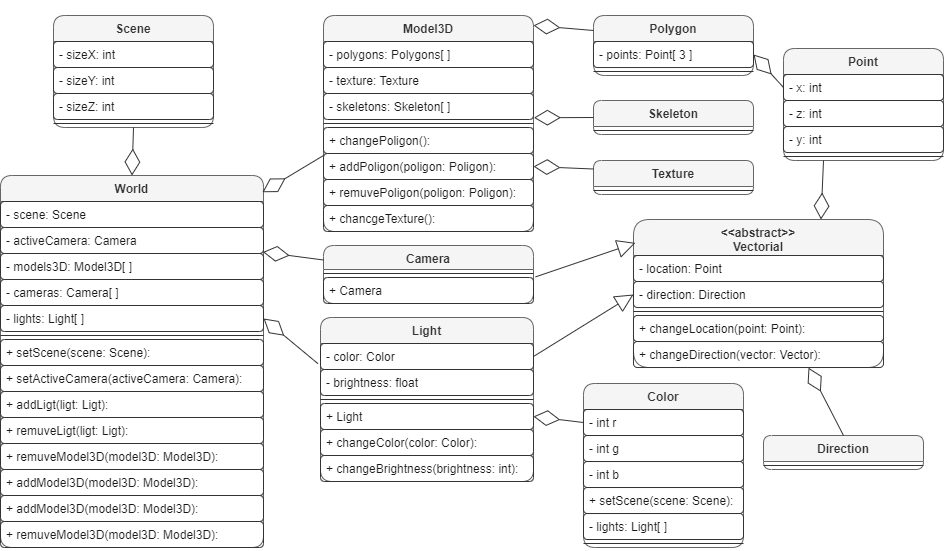 Scene
- sizeX: int
- sizeY: int
- sizeZ: int
World
- scene: Scene
- activeCamera: Camera
- models3D: Model3D[ ]
- cameras: Camera[ ]
- lights: Light[ ]
+ setScene(scene: Scene):
+ setActiveCamera(activeCamera: Camera):
+ addLigt(ligt: Ligt):
+ remuveLigt(ligt: Ligt):
+ remuveModel3D(model3D: Model3D):
+ addModel3D(model3D: Model3D):
+ addModel3D(model3D: Model3D):
+ remuveModel3D(model3D: Model3D):
Model3D
- polygons: Polygons[ ]
- texture: Texture
- skeletons: Skeleton[ ]
+ changePoligon():
+ addPoligon(poligon: Poligon):
+ remuvePoligon(poligon: Poligon):
+ chancgeTexture():
Camera
+ Camera
Light
- color: Color
- brightness: float
+ Light
+ changeColor(color: Color):
+ changeBrightness(brightness: int):
Polygon
- points: Point[ 3 ]
Skeleton
Texture
Point
- x: int
- z: int
- y: int
<<abstract>>
Vectorial
- location: Point
- direction: Direction
+ changeLocation(point: Point):
+ changeDirection(vector: Vector):
Color
- int r
- int g
- int b
+ setScene(scene: Scene):
- lights: Light[ ]
Direction